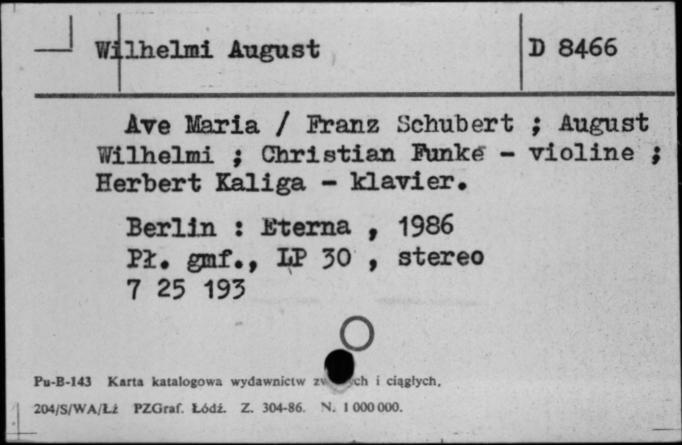 Wilhelmi August
D 8466
Ave Maria / Franz Schubert ; August
Wilhelmi ; Christian Funke - violine ;
Herbert Kaliga - klavier.
Berlin : Eterna , 1986
Pł. gmf., LP 30 , stereo
7 25 193
Pu-B-143 Karta katalogowa wydawnictw i ciągłych.
204/S/WA/Łż PZGraf. Łódź. Z. 304-86. N. 1 000 000.